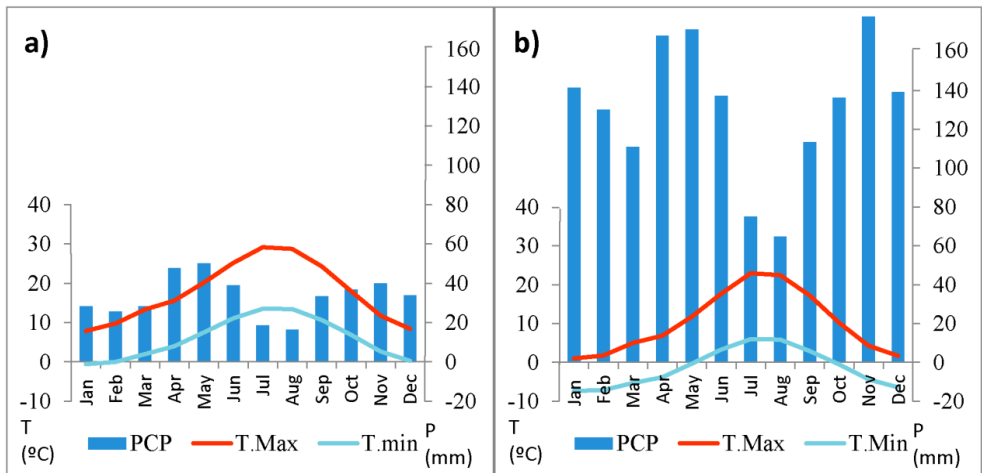 a)
160
140
120
100
80
60
40
20
0
-20
40
30
20
10
0
-10
Jan Feb Mar Apr May Jun Jul Aug Sep Oct Nov Dec
T
(ºC)
PCP T.Max T.min
P
(mm)
b)
160
140
120
100
80
60
40
20
0
-20
40
30
20
10
0
-10
Jan Feb Mar Apr May Jun Jul Aug Sep Oct Nov Dec
T
(ºC)
PCP T.Max T.Min
P
(mm)